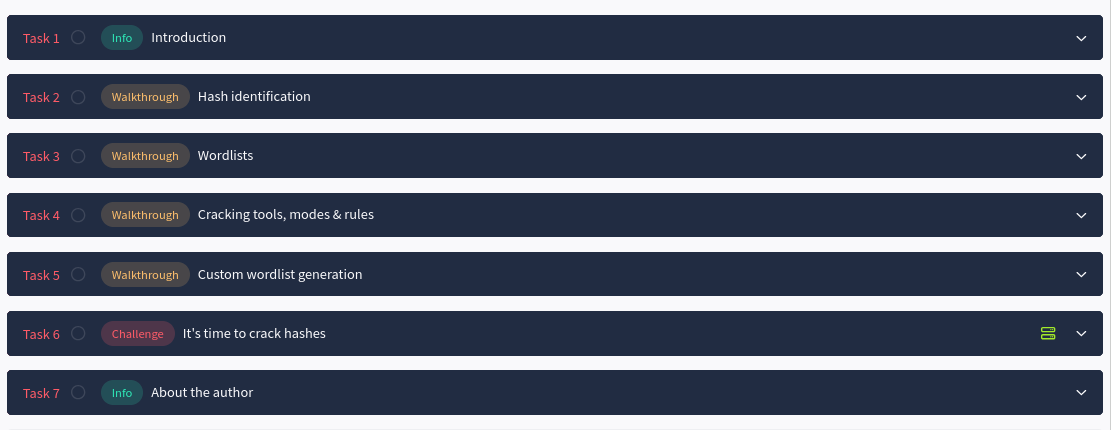 Task 1 Info Introduction
Task 2 Walkthrough Hash identification
Task 3 Walkthrough Wordlists
Task 4 Walkthrough Cracking tools, modes & rules
Task 5 Walkthrough Custom wordlist generation
Task 6 Challenge It's time to crack hashes
Task 7 Info About the author